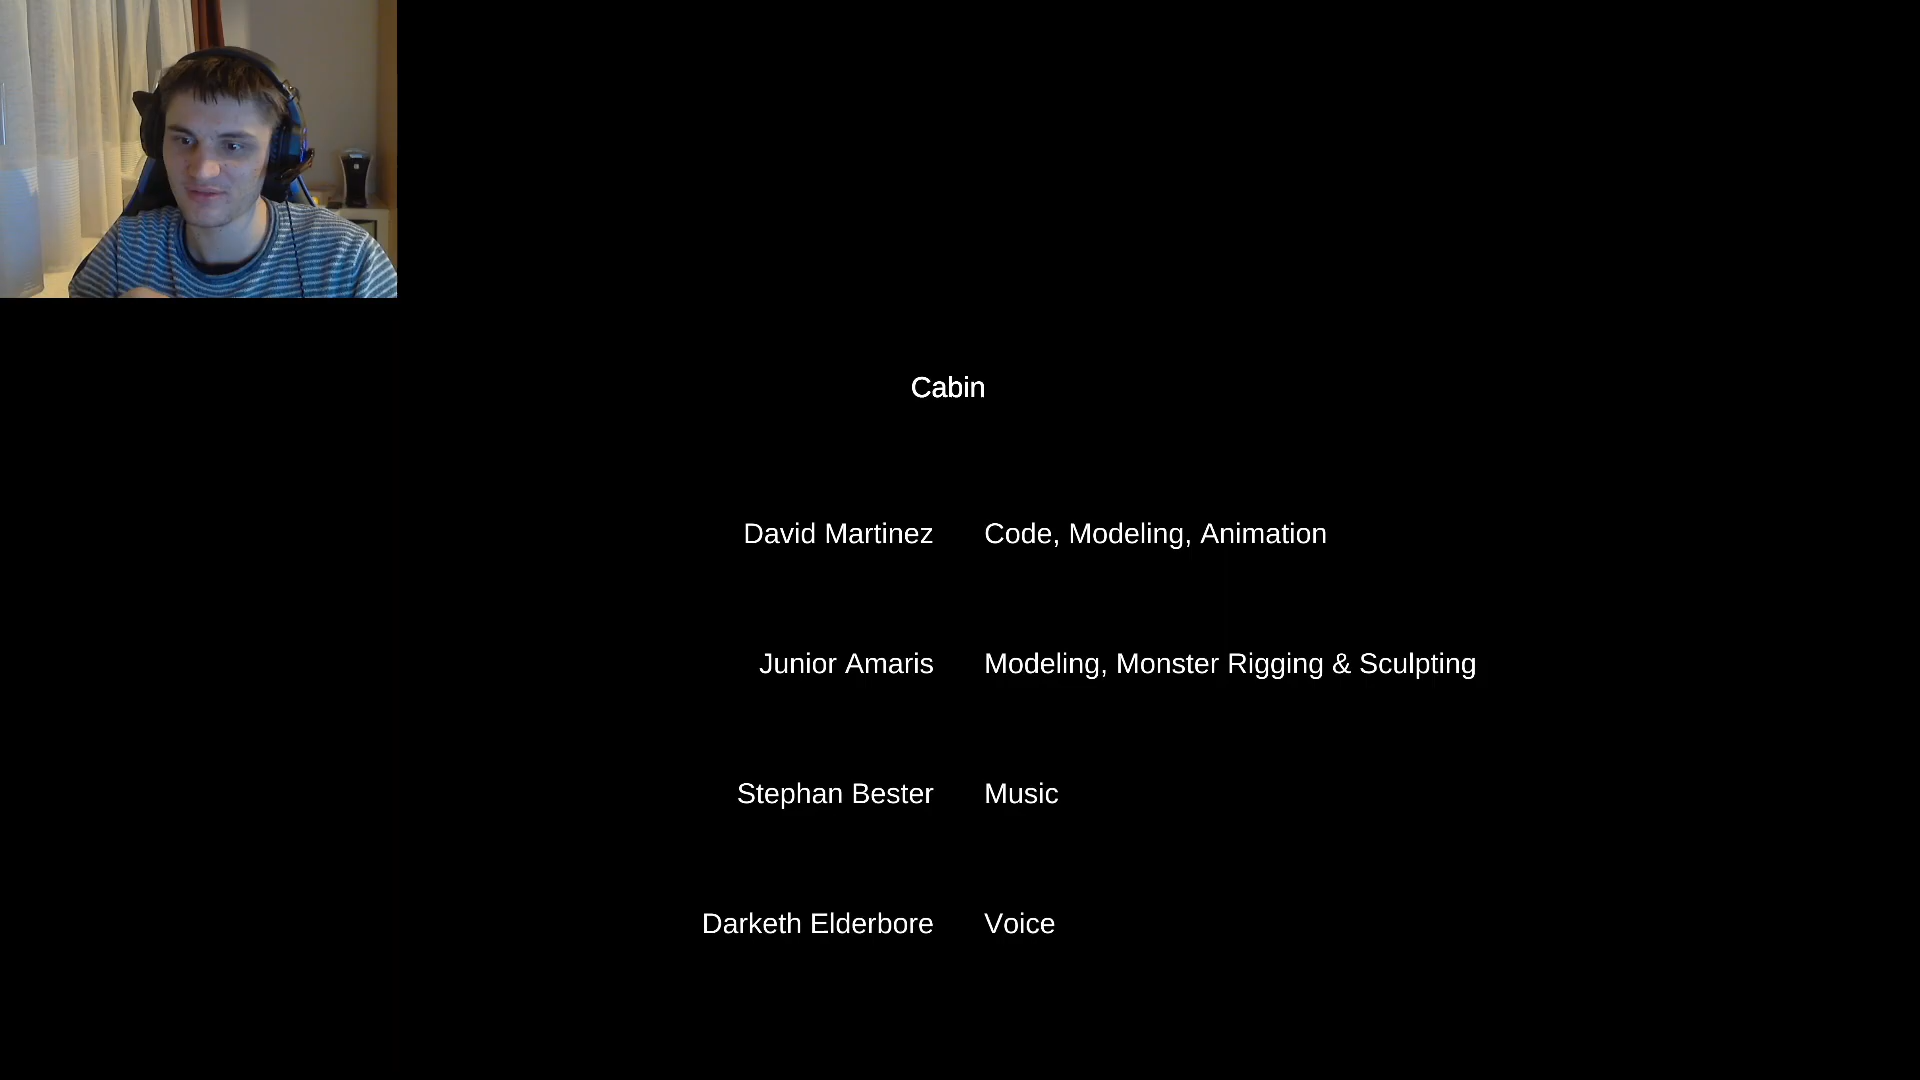 Cabin
David Martinez Code, Modeling, Animation
Junior Amaris Modeling, Monster Rigging & Sculpting
Stephan Bester Music
Darketh Elderbore Voice